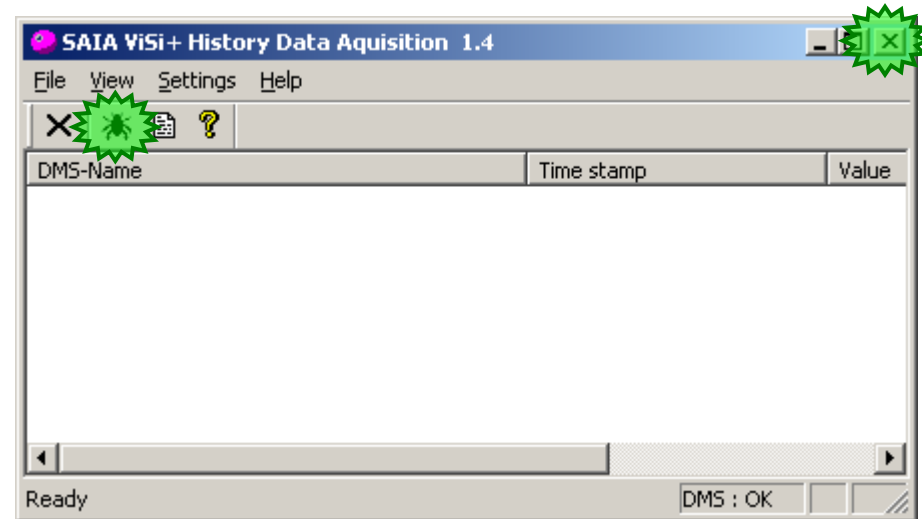 SAIA ViSi+ History Data Aquisition 1.4
File View Settings Help
DMS-Name Time stamp Value
Ready DMS : OK